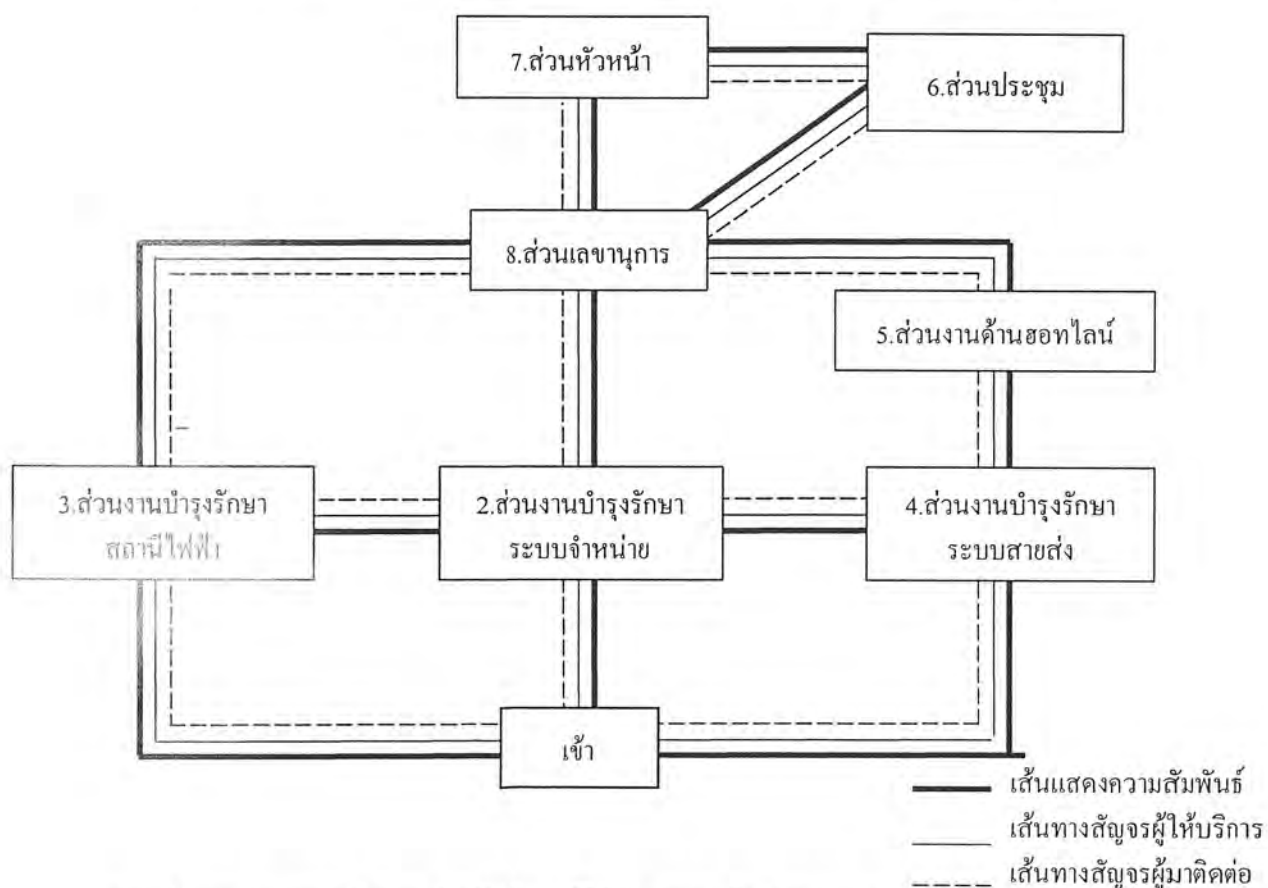 7.ส่วนหัวหน้า
6.ส่วนประชุม
8.ส่วนเลขานุการ
5.ส่วนงานด้านฮอทไลน์
3.ส่วนงานบำรุงรักษา
สถานีไฟฟ้า
2.ส่วนงานบำรุงรักษา
ระบบจำหน่าย
4.ส่วนงานบำรุงรักษา
ระบบสายส่ง
เข้า
เส้นแสดงความสัมพันธ์
เส้นทางสัญจรผู้ให้บริการ
เส้นทางสัญจรผู้มาติดต่อ